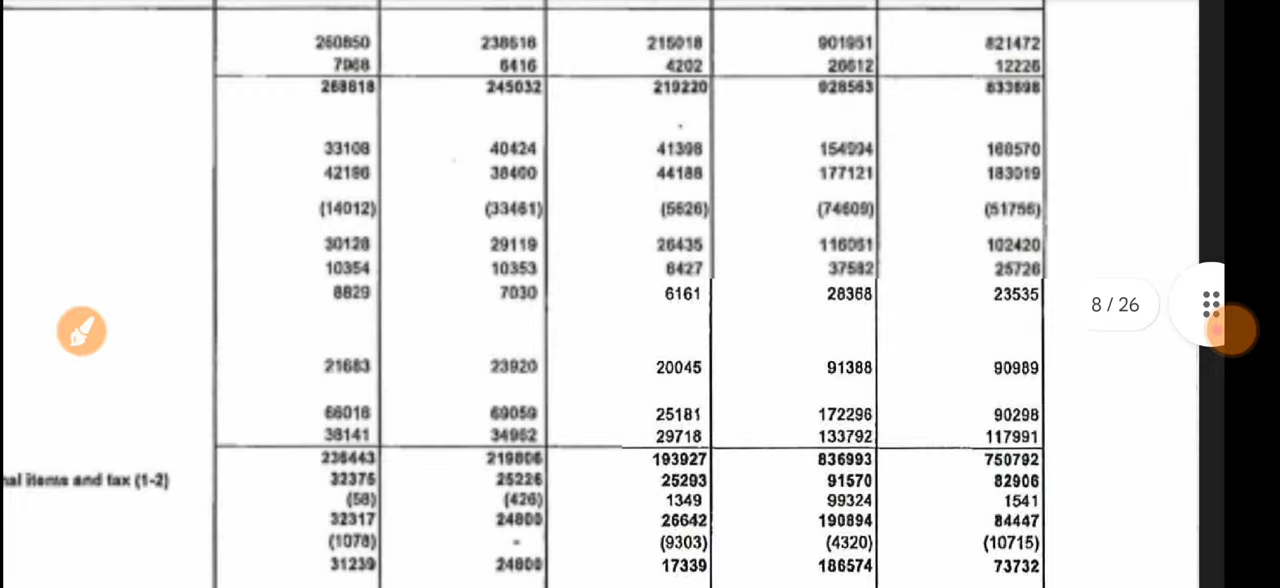 260850 238616 215018 901951 821472
7968 6416 4202 26612 12226
268818 245032 219220 928563 833698
33108 40424 41398 154994 168570
42196 38400 44188 177121 183019
(14012) (33461) (5626) (74609) (51756)
30128 29119 26435 116061 102420
10354 10353 6427 37582 25726
8829 7030 6161 28368 23535
21683 23920 20045 91388 90989
66016 69059 25181 172296 90298
38141 34962 29718 133792 117991
236443 219806 193927 836993 750792
nal items and tax (1-2) 32375 25226 25293 91570 82906
(58) (426) 1349 99324 1541
32317 24800 26642 190894 84447
(1078) - (9303) (4320) (10715)
31239 24800 17339 186574 73732
8 / 26